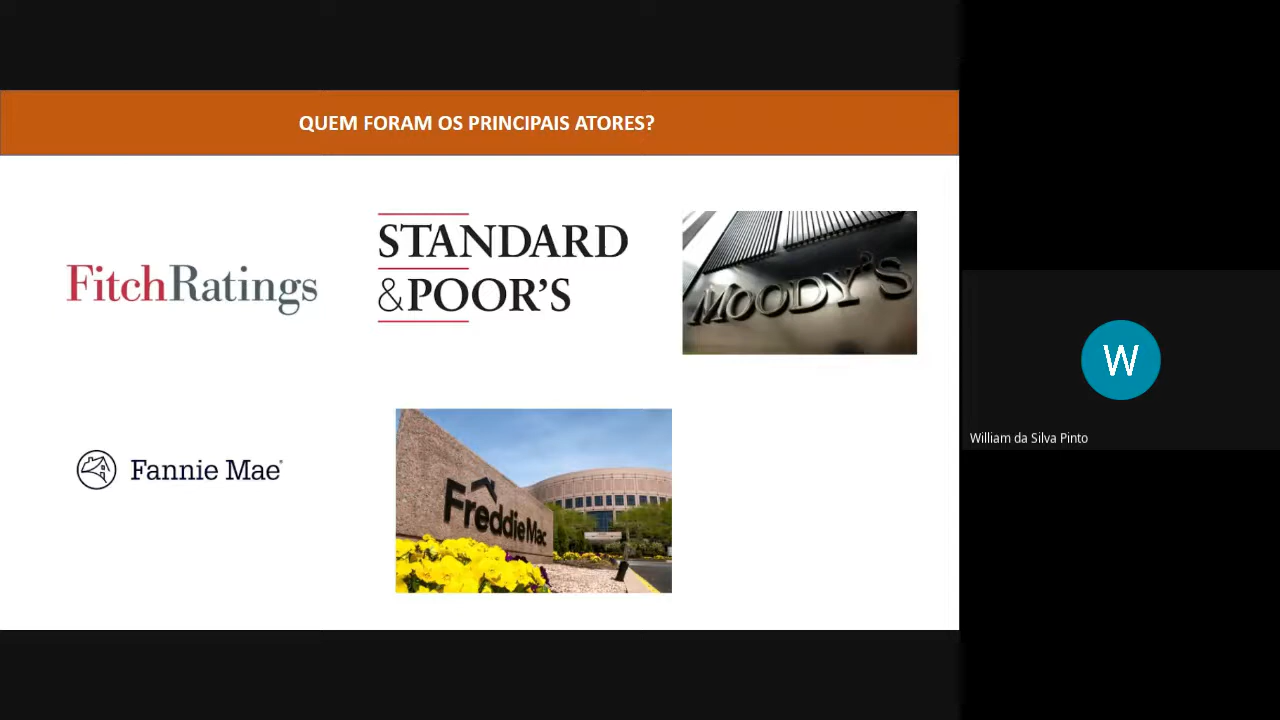 QUEM FORAM OS PRINCIPAIS ATORES?
FitchRatings
STANDARD
&POOR'S
MOODY'S
Fannie Mae
FreddieMac
W
William da Silva Pinto